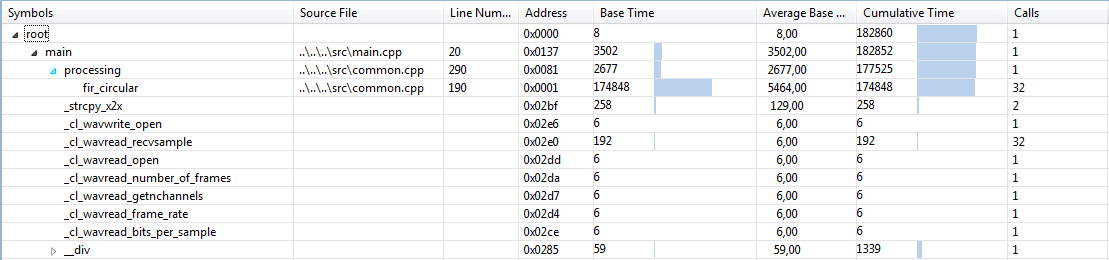 Symbols Source File Line Num... Address Base Time Average Base ... Cumulative Time Calls
root 0x0000 8 8,00 182860 1
main ..\..\..\src\main.cpp 20 0x0137 3502 3502,00 182852 1
processing ..\..\..\src\common.cpp 290 0x0081 2677 2677,00 177525 1
fir_circular ..\..\..\src\common.cpp 190 0x0001 174848 5464,00 174848 32
_strcpy_x2x 0x02bf 258 129,00 258 2
_cl_wavwrite_open 0x02e6 6 6,00 6 1
_cl_wavread_recvsample 0x02e0 192 6,00 192 32
_cl_wavread_open 0x02dd 6 6,00 6 1
_cl_wavread_number_of_frames 0x02da 6 6,00 6 1
_cl_wavread_getnchannels 0x02d7 6 6,00 6 1
_cl_wavread_frame_rate 0x02d4 6 6,00 6 1
_cl_wavread_bits_per_sample 0x02ce 6 6,00 6 1
__div 0x0285 59 59,00 1339 1